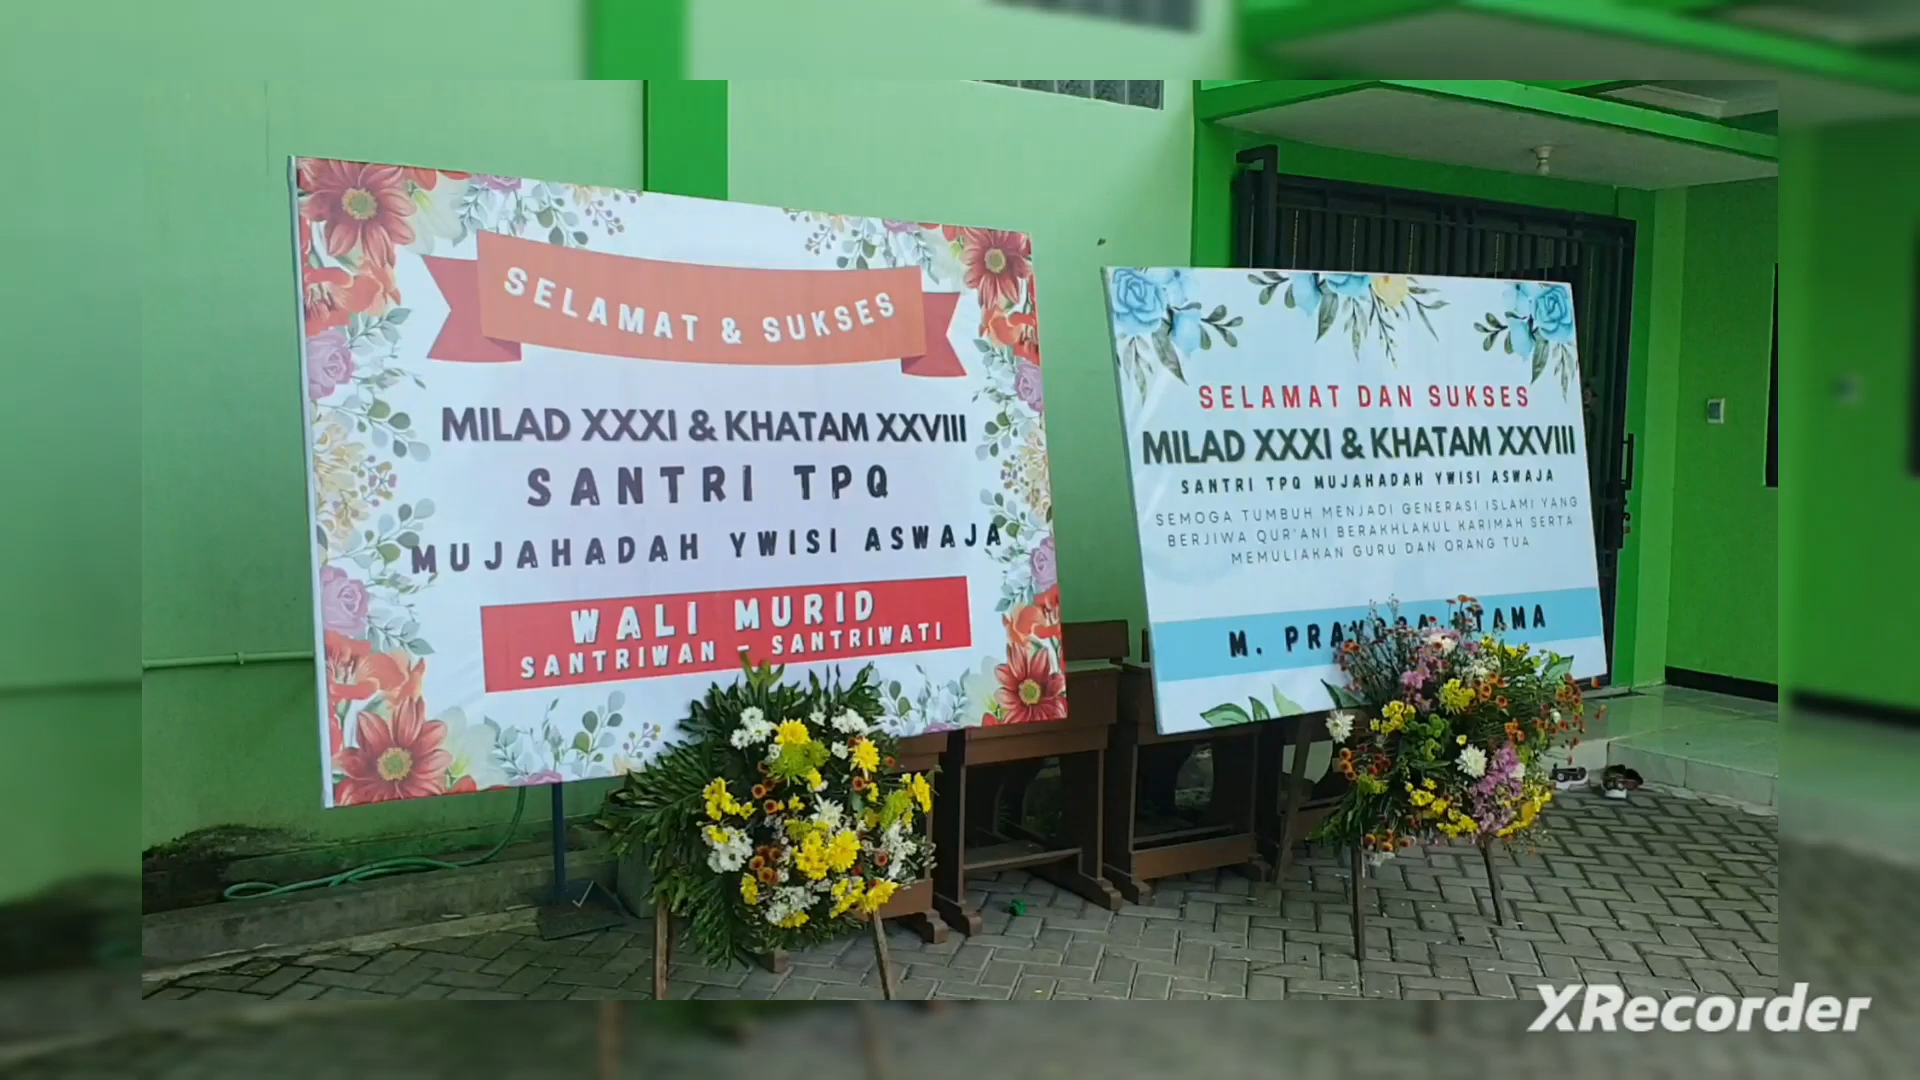 SELAMAT & SUKSES
MILAD XXXI & KHATAM XXVIII
SANTRI TPQ
MUJAHADAH YWISI ASWAJA
WALI MURID
SANTRIWAN - SANTRIWATI
SELAMAT DAN SUKSES
MILAD XXXI & KHATAM XXVIII
SANTRI TPQ MUJAHADAH YWISI ASWAJA
SEMOGA TUMBUH MENJADI GENERASI ISLAMI YANG
BERJIWA QUR'ANI BERAKHLAKUL KARIMAH SERTA
MEMULIAKAN GURU DAN ORANG TUA
M. UTAMA
XRecorder